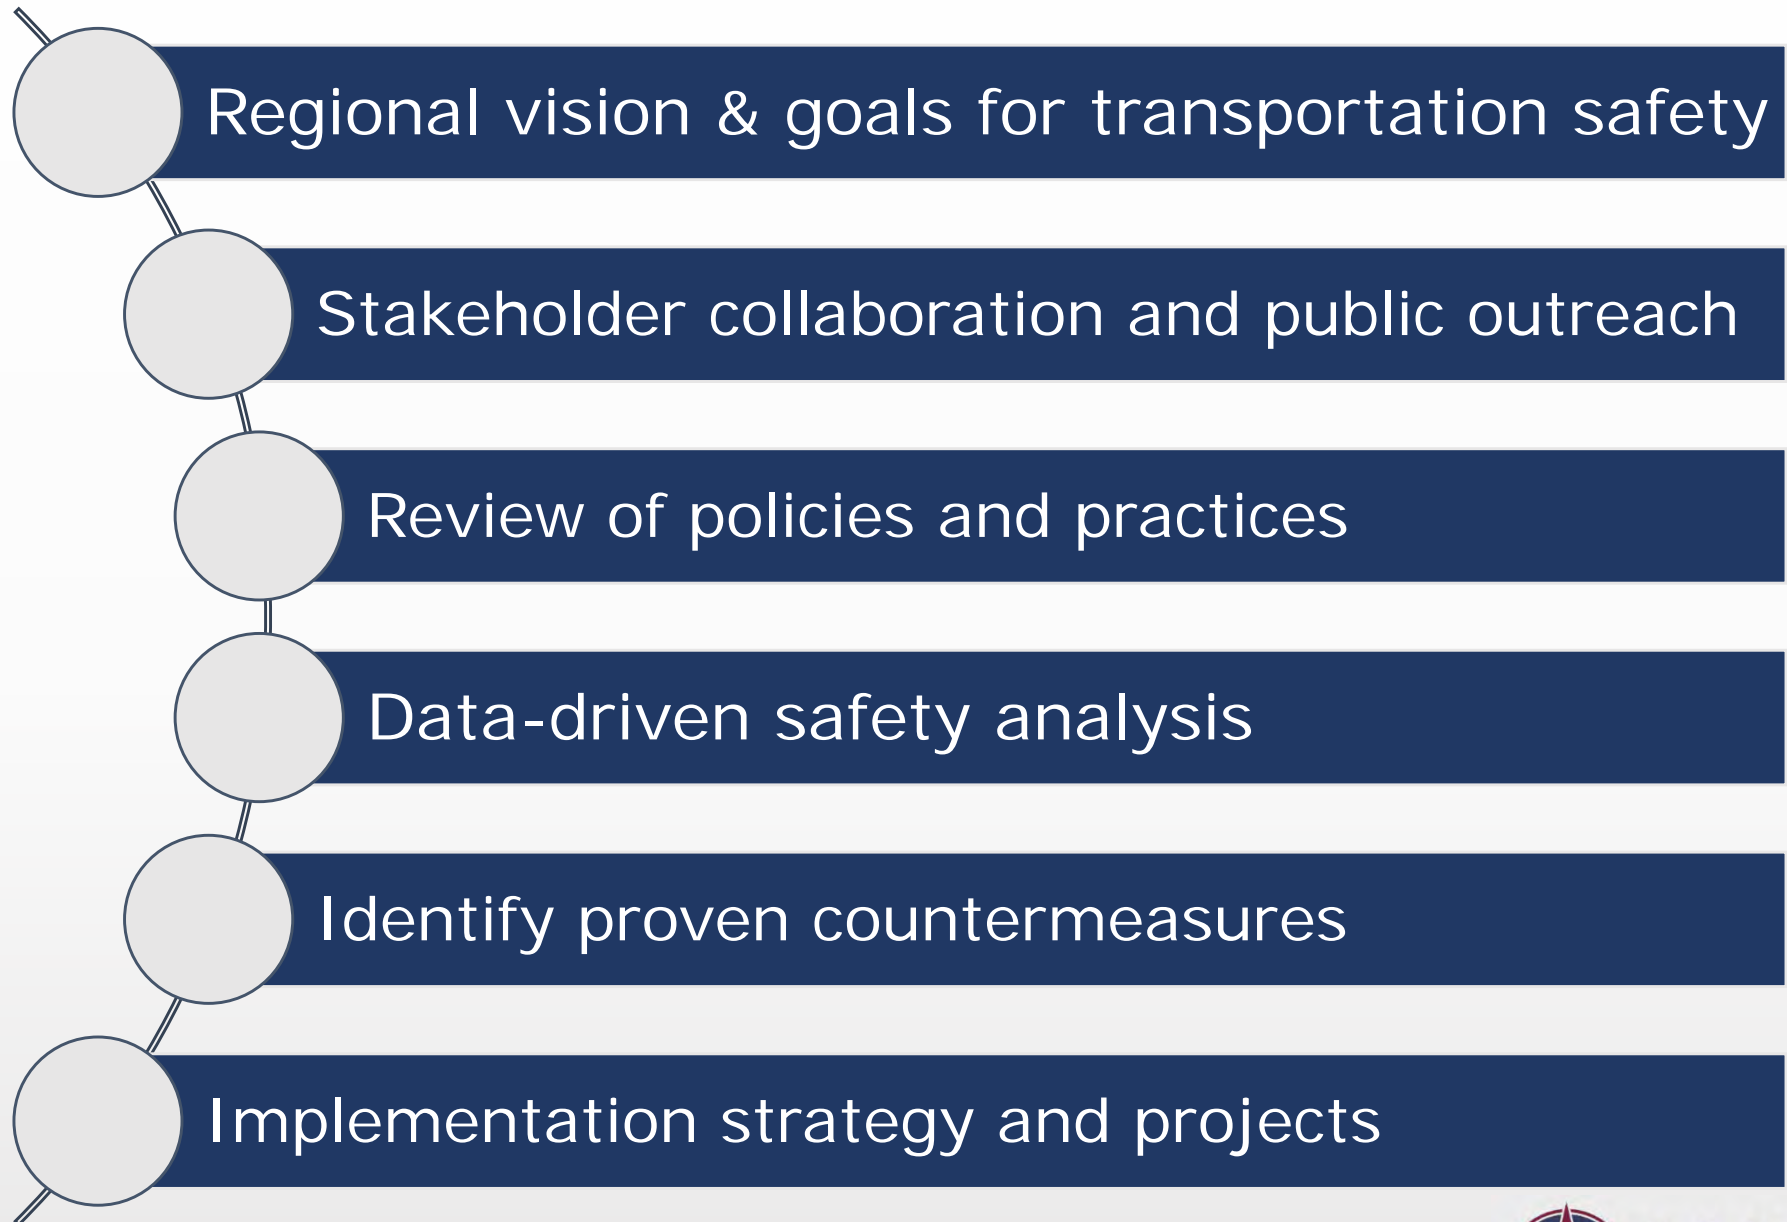 Regional vision & goals for transportation safety
Stakeholder collaboration and public outreach
Review of policies and practices
Data-driven safety analysis
Identify proven countermeasures
Implementation strategy and projects